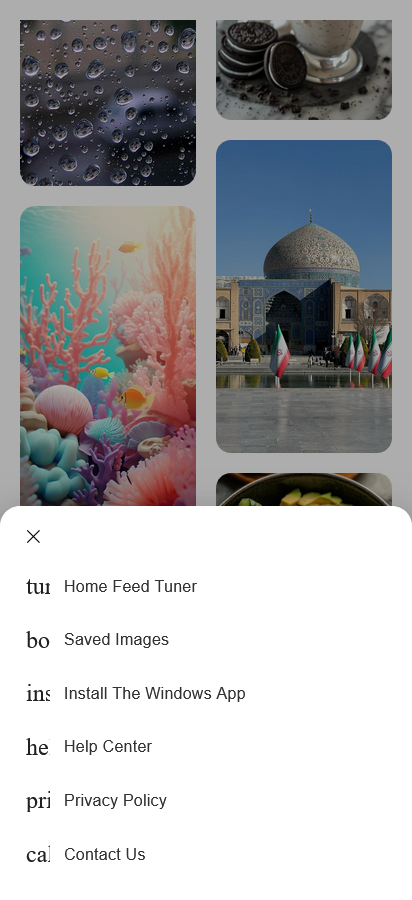 tun Home Feed Tuner
bo Saved Images
ins Install The Windows App
he Help Center
pri Privacy Policy
cal Contact Us